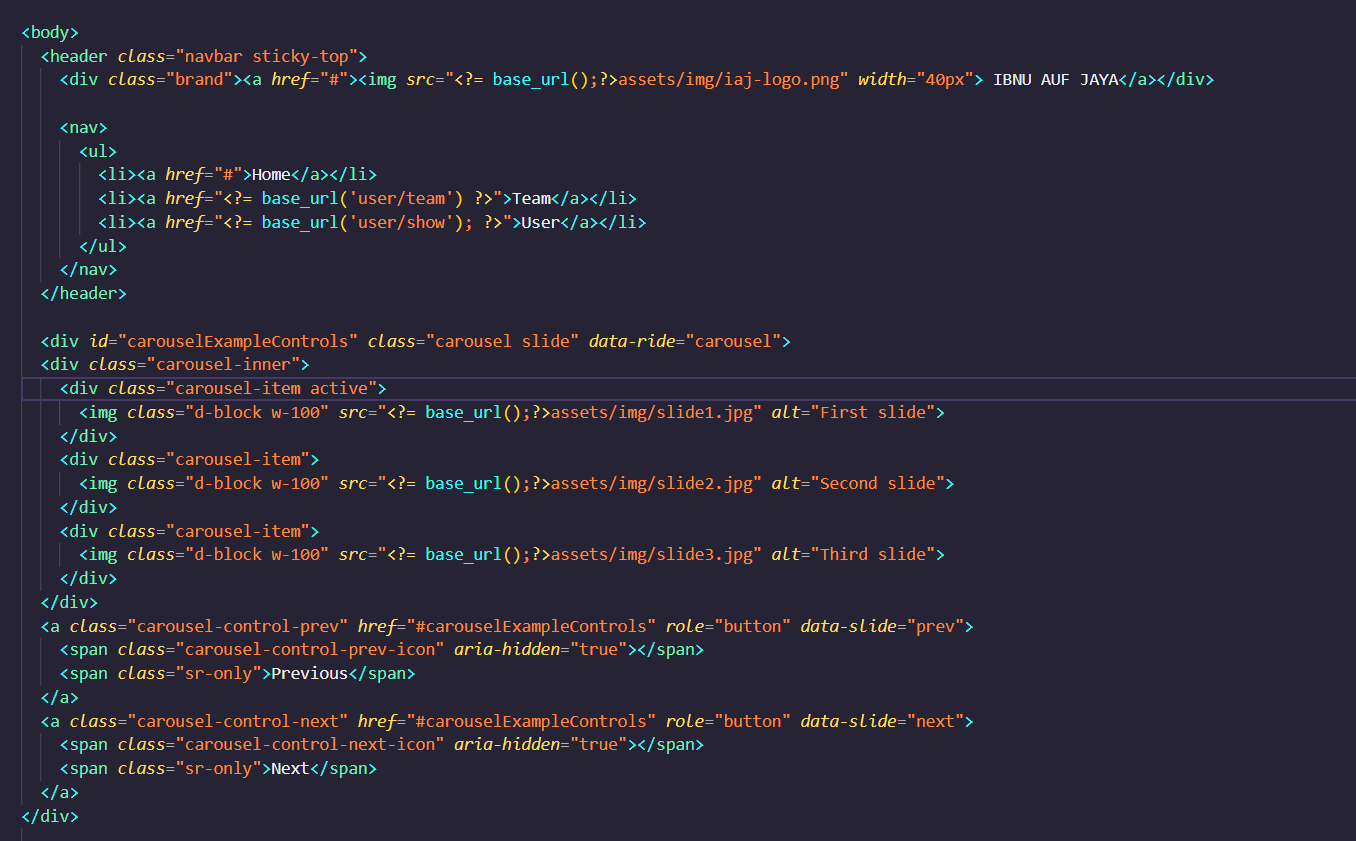 <body>
<header class="navbar sticky-top">
<div class="brand"><a href="#"><img src="<?= base_url();?>assets/img/iaj-logo.png" width="40px"> IBNU AUF JAYA</a></div>
<nav>
<ul>
<li><a href="#">Home</a></li>
<li><a href="<?= base_url('user/team') ?>">Team</a></li>
<li><a href="<?= base_url('user/show'); ?>">User</a></li>
</ul>
</nav>
</header>
<div id="carouselExampleControls" class="carousel slide" data-ride="carousel">
<div class="carousel-inner">
<div class="carousel-item active">
<img class="d-block w-100" src="<?= base_url();?>assets/img/slide1.jpg" alt="First slide">
</div>
<div class="carousel-item">
<img class="d-block w-100" src="<?= base_url();?>assets/img/slide2.jpg" alt="Second slide">
</div>
<div class="carousel-item">
<img class="d-block w-100" src="<?= base_url();?>assets/img/slide3.jpg" alt="Third slide">
</div>
</div>
<a class="carousel-control-prev" href="#carouselExampleControls" role="button" data-slide="prev">
<span class="carousel-control-prev-icon" aria-hidden="true"></span>
<span class="sr-only">Previous</span>
</a>
<a class="carousel-control-next" href="#carouselExampleControls" role="button" data-slide="next">
<span class="carousel-control-next-icon" aria-hidden="true"></span>
<span class="sr-only">Next</span>
</a>
</div>